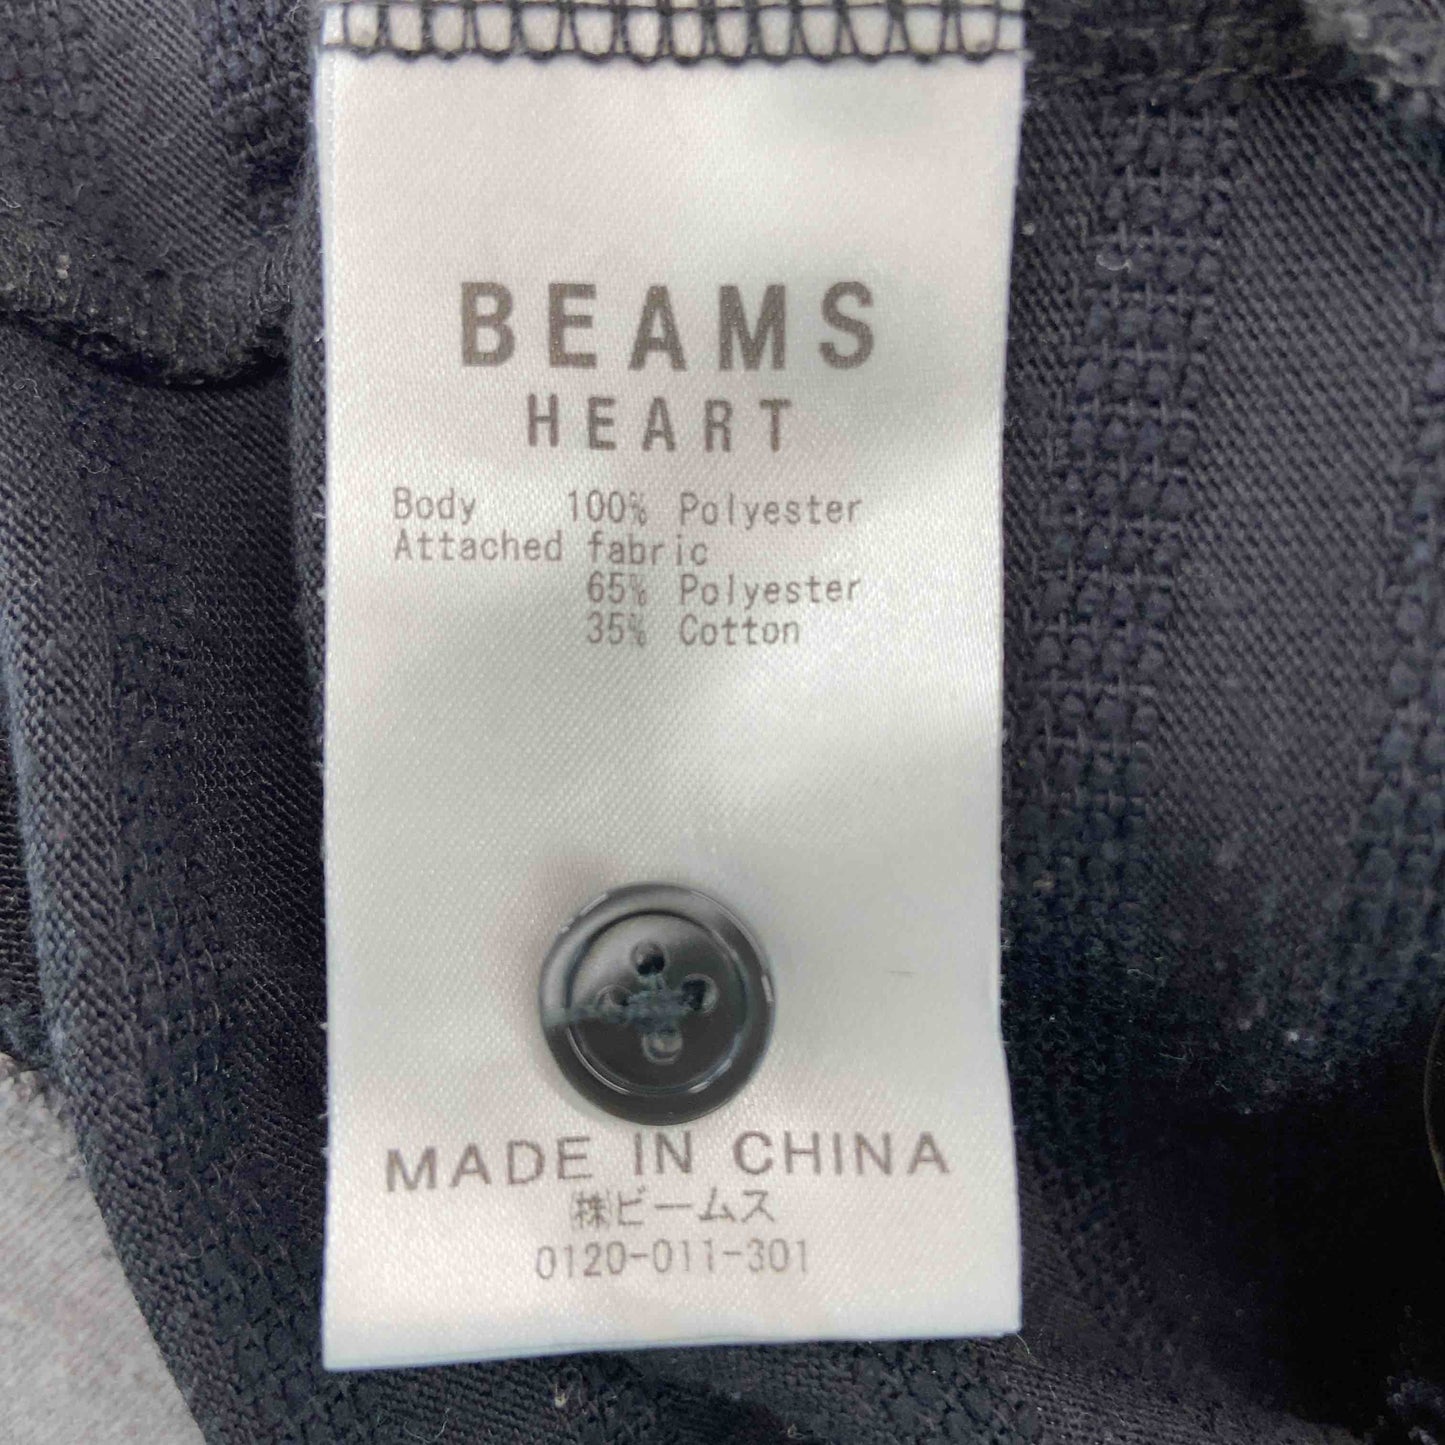 BEAMS
HEART
Body 100% Polyester
Attached fabric
65% Polyester
35% Cotton
MADE IN CHINA
㈱ビームス
0120-011-301